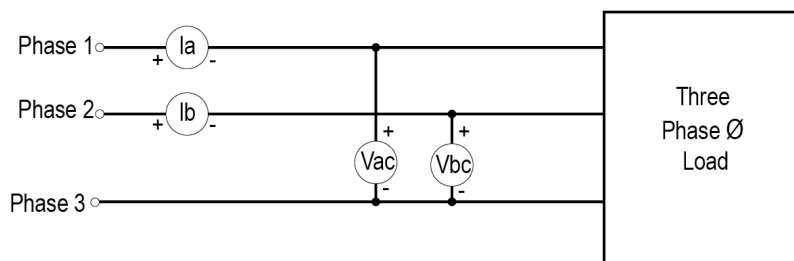 Phase 1
+
Ia
-
Phase 2
+
Ib
-
Three
Phase Ø
Load
+
Vac
-
+
Vbc
-
Phase 3